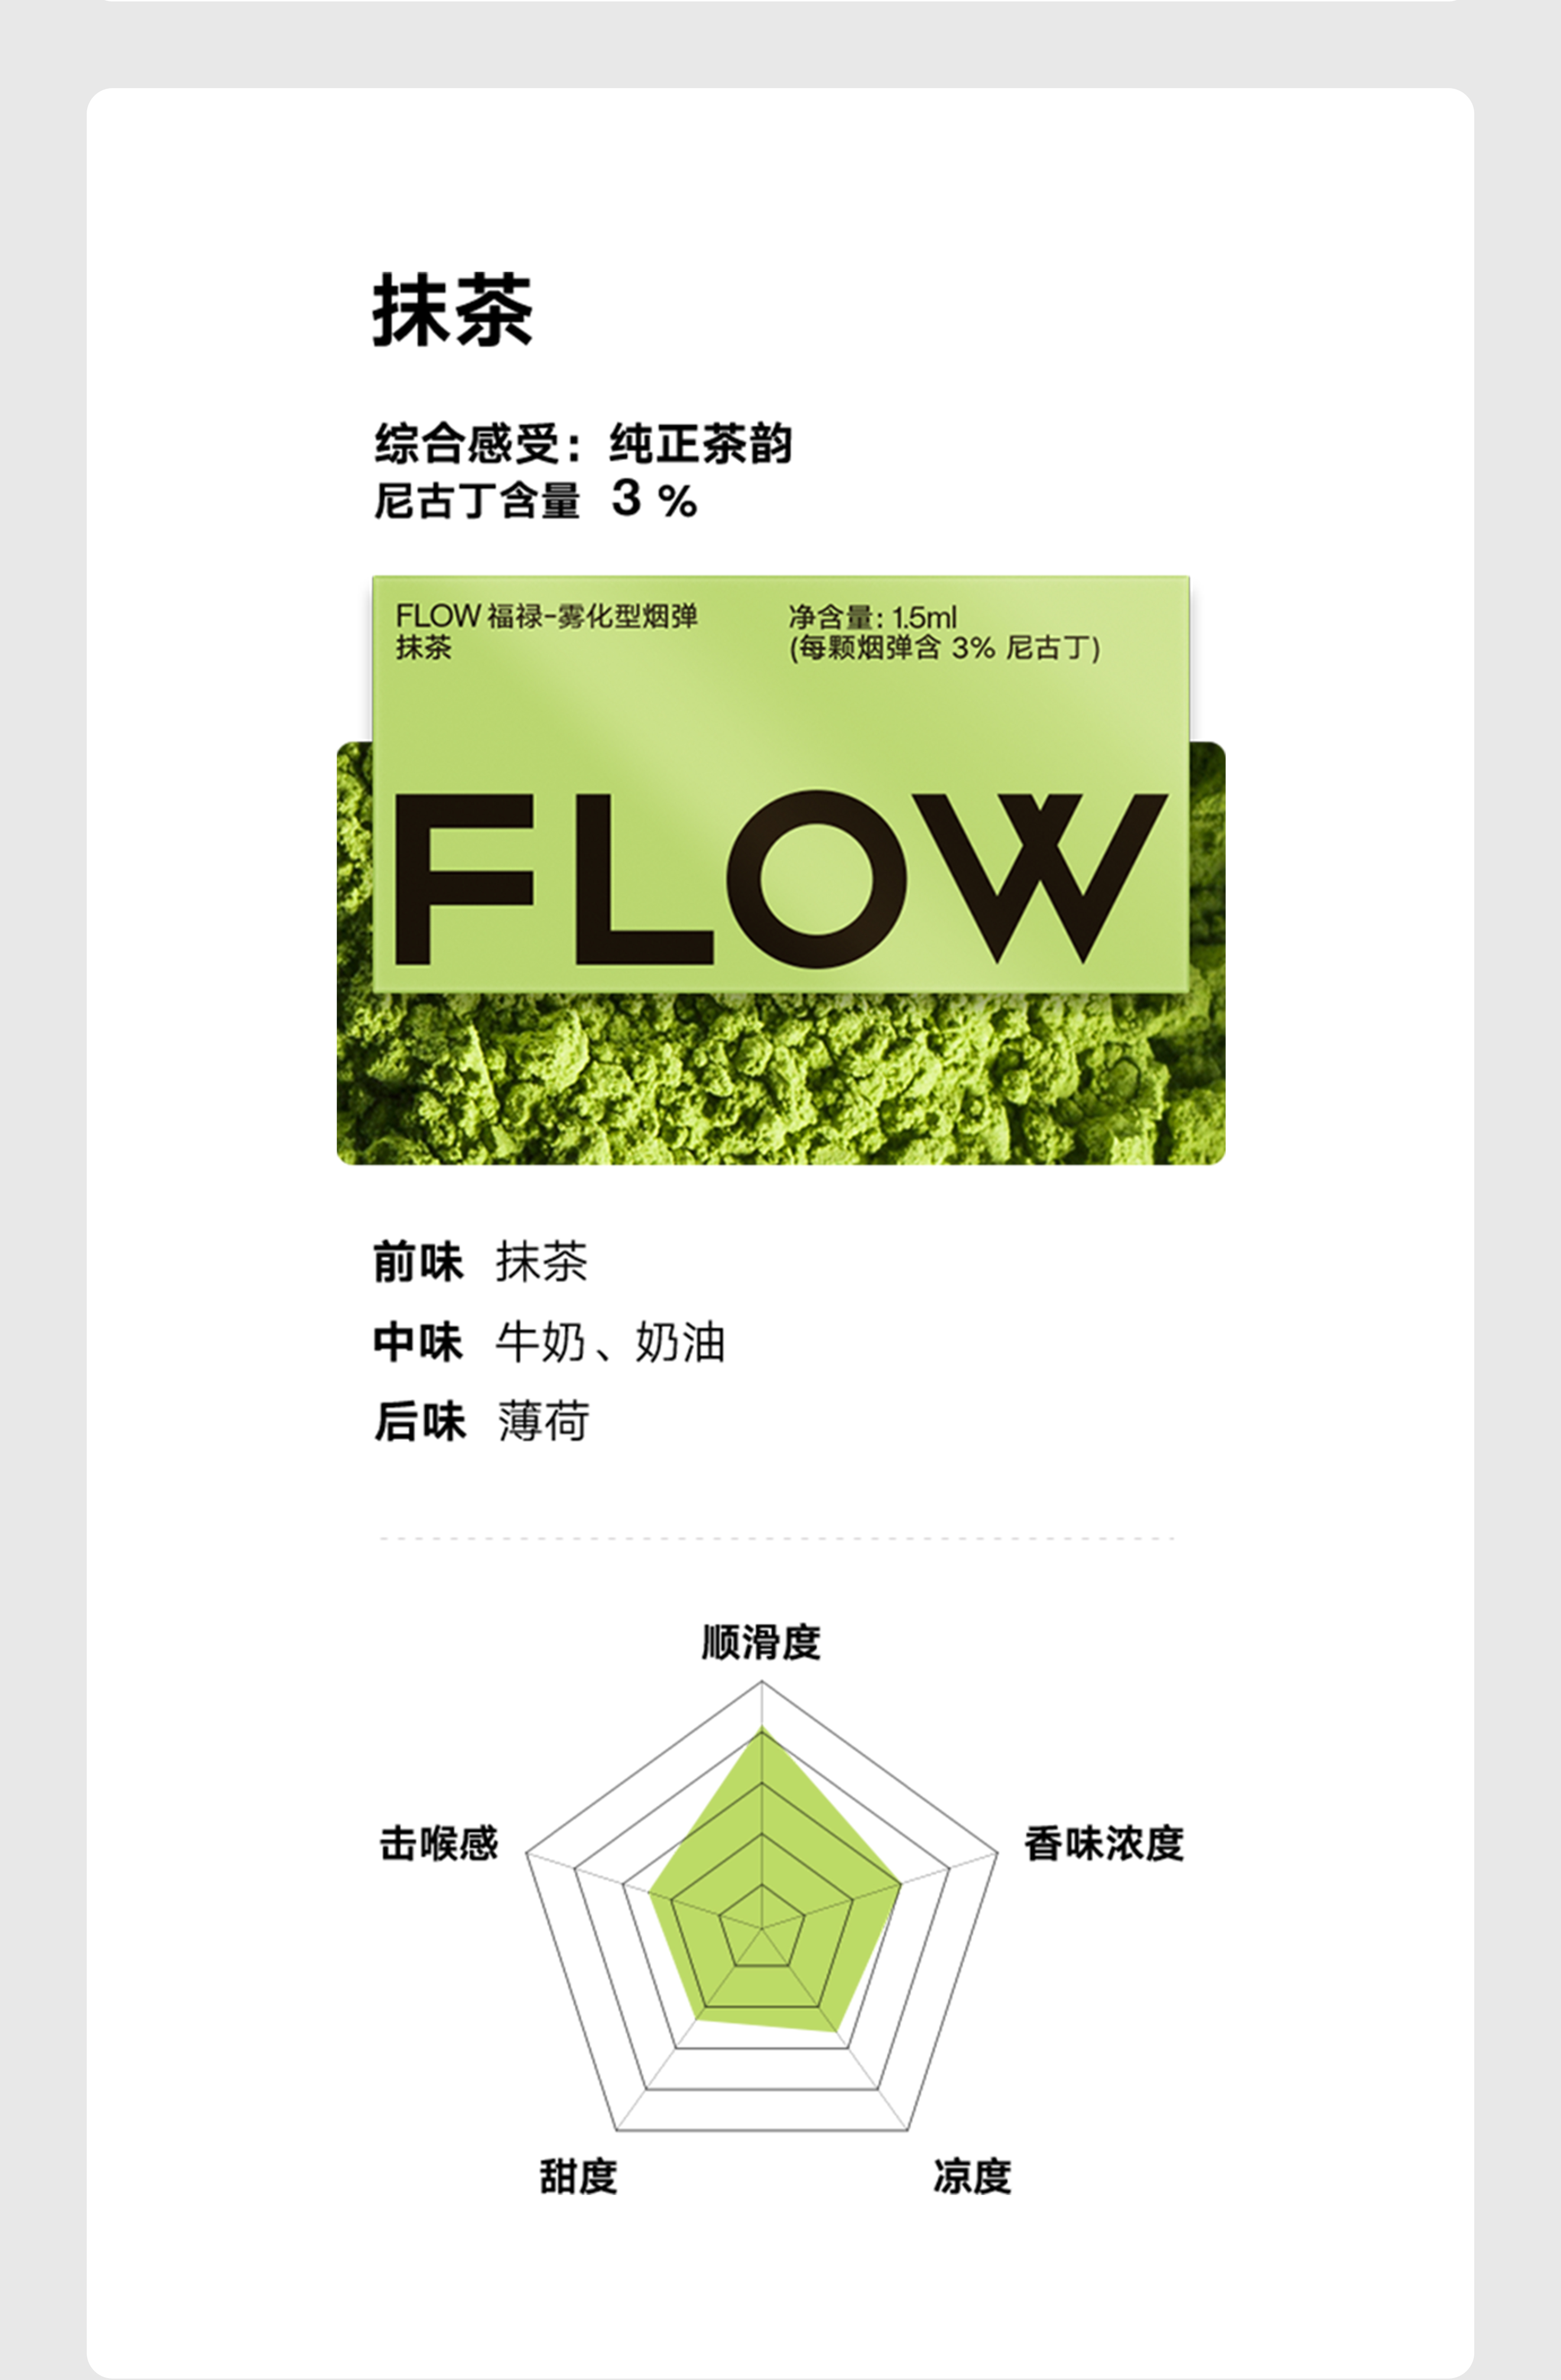 抹茶
综合感受：纯正茶韵
尼古丁含量 3 %
FLOW 福禄-雾化型烟弹
抹茶
净含量: 1.5ml
(每颗烟弹含 3% 尼古丁)
FLOW
前味 抹茶
中味 牛奶、奶油
后味 薄荷
顺滑度
击喉感
香味浓度
甜度
凉度